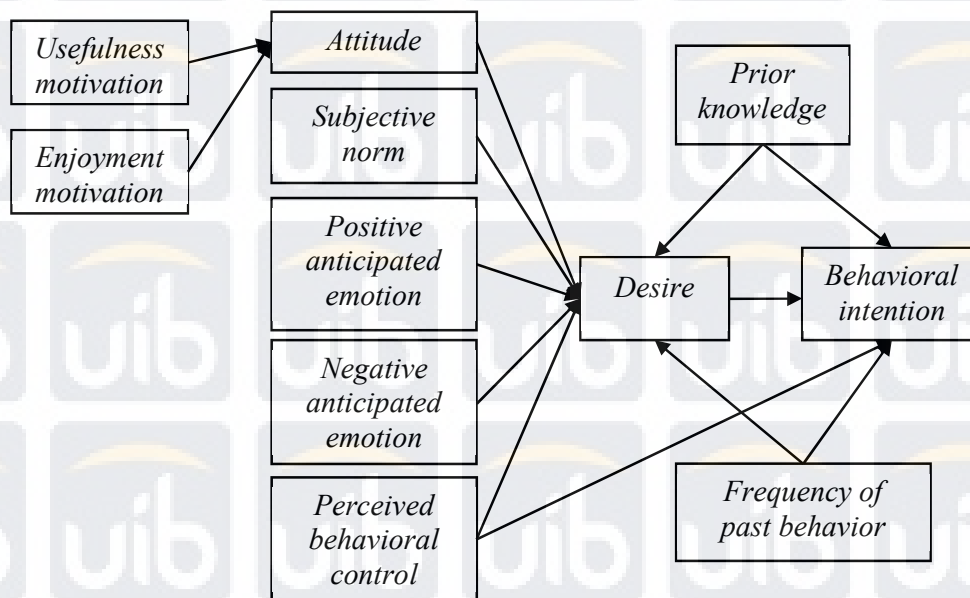 Usefulness
motivation
Enjoyment
motivation
Attitude
Subjective
norm
Positive
anticipated
emotion
Negative
anticipated
emotion
Perceived
behavioral
control
Prior
knowledge
Desire
Behavioral
intention
Frequency of
past behavior
uib